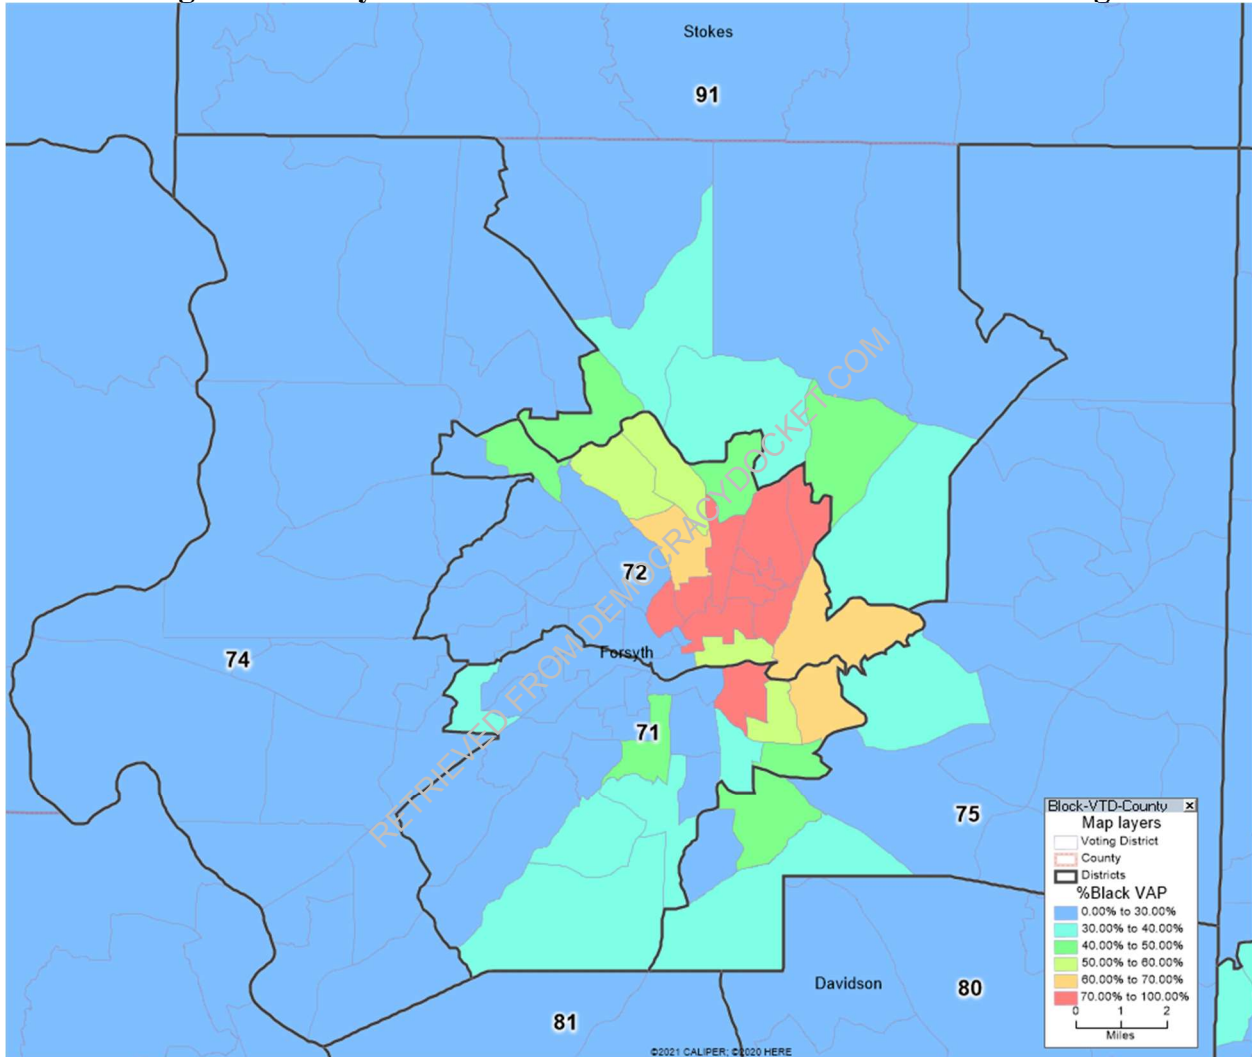 Stokes
91
72
Forsyth
74
71
75
Davidson
80
81
RETRIEVED FROM DEMOCRACYDOCKET.COM
Block-VTD-County x
Map layers
Voting District
County
Districts
%Black VAP
0.00% to 30.00%
30.00% to 40.00%
40.00% to 50.00%
50.00% to 60.00%
60.00% to 70.00%
70.00% to 100.00%
0 1 2
Miles
©2021 CALIPER; ©2020 HERE